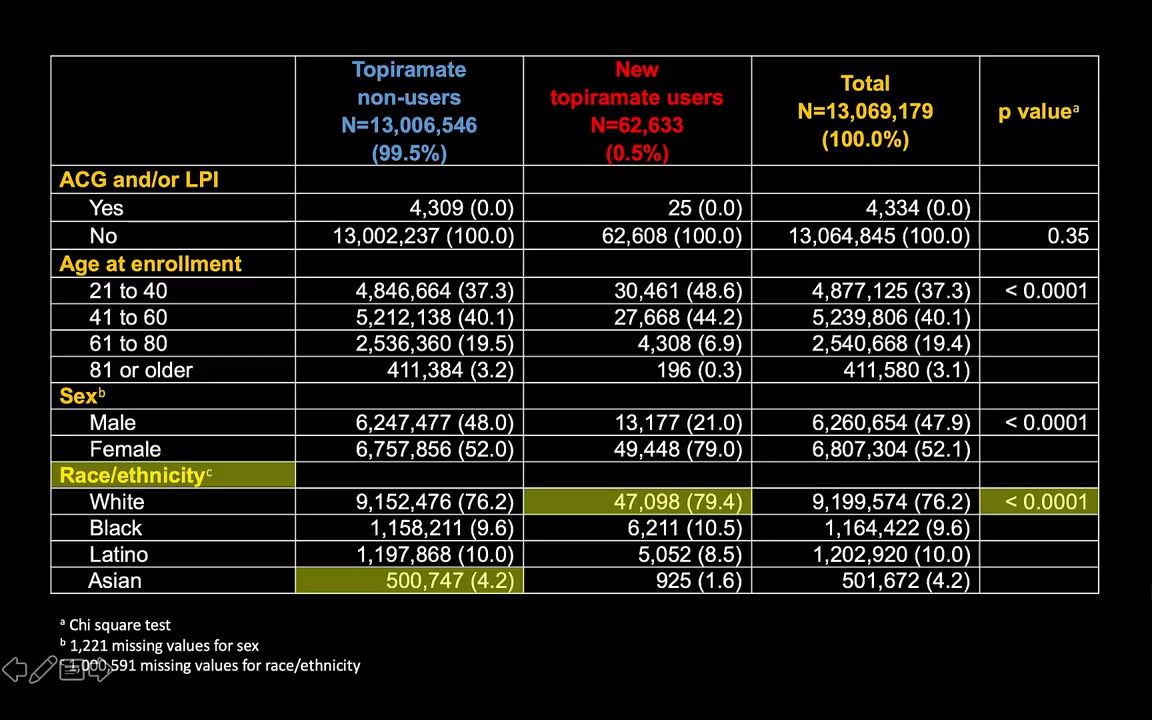 Topiramate
non-users
N=13,006,546
(99.5%)
New
topiramate users
N=62,633
(0.5%)
Total
N=13,069,179
(100.0%)
p valueᵃ
ACG and/or LPI
Yes 4,309 (0.0) 25 (0.0) 4,334 (0.0)
No 13,002,237 (100.0) 62,608 (100.0) 13,064,845 (100.0) 0.35
Age at enrollment
21 to 40 4,846,664 (37.3) 30,461 (48.6) 4,877,125 (37.3) < 0.0001
41 to 60 5,212,138 (40.1) 27,668 (44.2) 5,239,806 (40.1)
61 to 80 2,536,360 (19.5) 4,308 (6.9) 2,540,668 (19.4)
81 or older 411,384 (3.2) 196 (0.3) 411,580 (3.1)
Sexᵇ
Male 6,247,477 (48.0) 13,177 (21.0) 6,260,654 (47.9) < 0.0001
Female 6,757,856 (52.0) 49,448 (79.0) 6,807,304 (52.1)
Race/ethnicityᶜ
White 9,152,476 (76.2) 47,098 (79.4) 9,199,574 (76.2) < 0.0001
Black 1,158,211 (9.6) 6,211 (10.5) 1,164,422 (9.6)
Latino 1,197,868 (10.0) 5,052 (8.5) 1,202,920 (10.0)
Asian 500,747 (4.2) 925 (1.6) 501,672 (4.2)
ᵃ Chi square test
ᵇ 1,221 missing values for sex
ᶜ 1,000,591 missing values for race/ethnicity